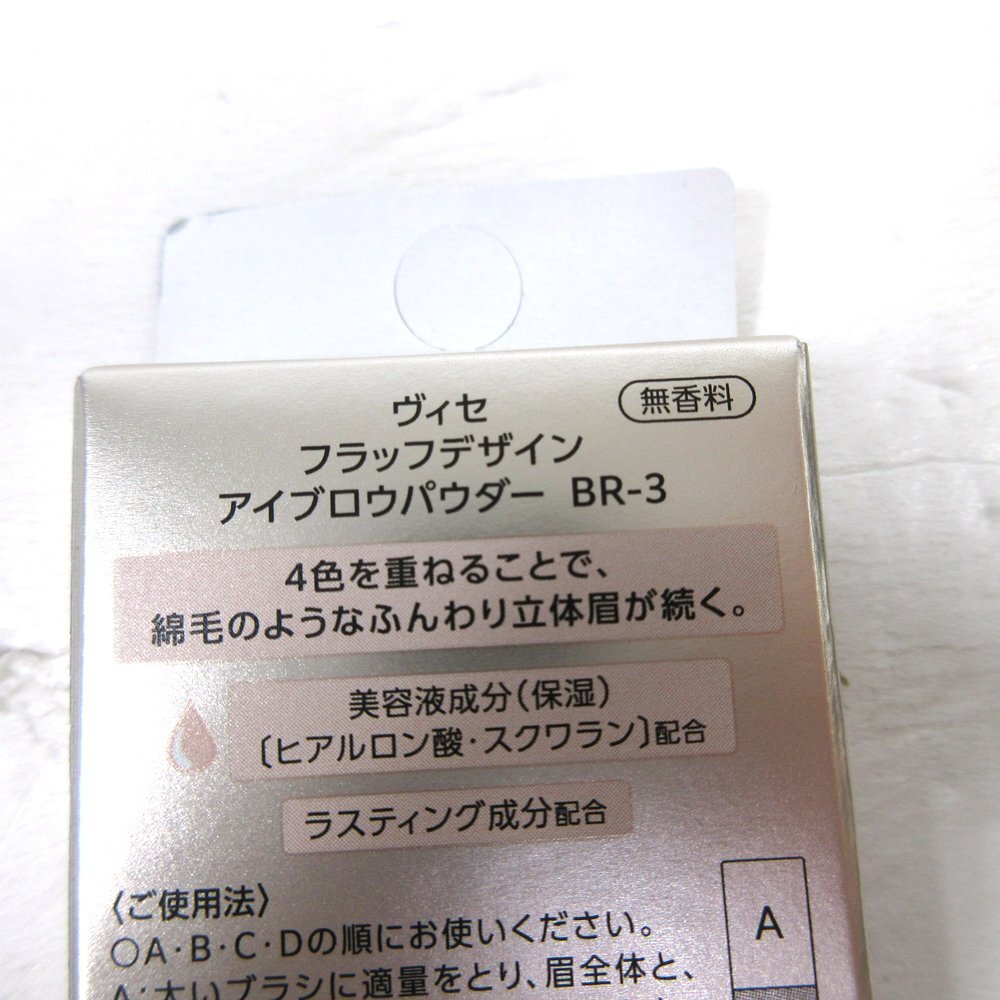 ヴィセ
無香料
フラッフデザイン
アイブロウパウダー BR-3
4色を重ねることで、
綿毛のようなふんわり立体眉が続く。
美容液成分(保湿)
〔ヒアルロン酸・スクワラン〕配合
ラスティング成分配合
〈ご使用法〉
○A・B・C・Dの順にお使いください。
A:太いブラシに適量をとり、眉全体と、
A